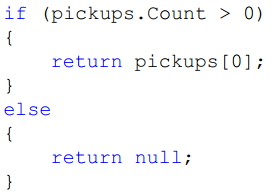 if (pickups.Count > 0)
{
    return pickups[0];
}
else
{
    return null;
}